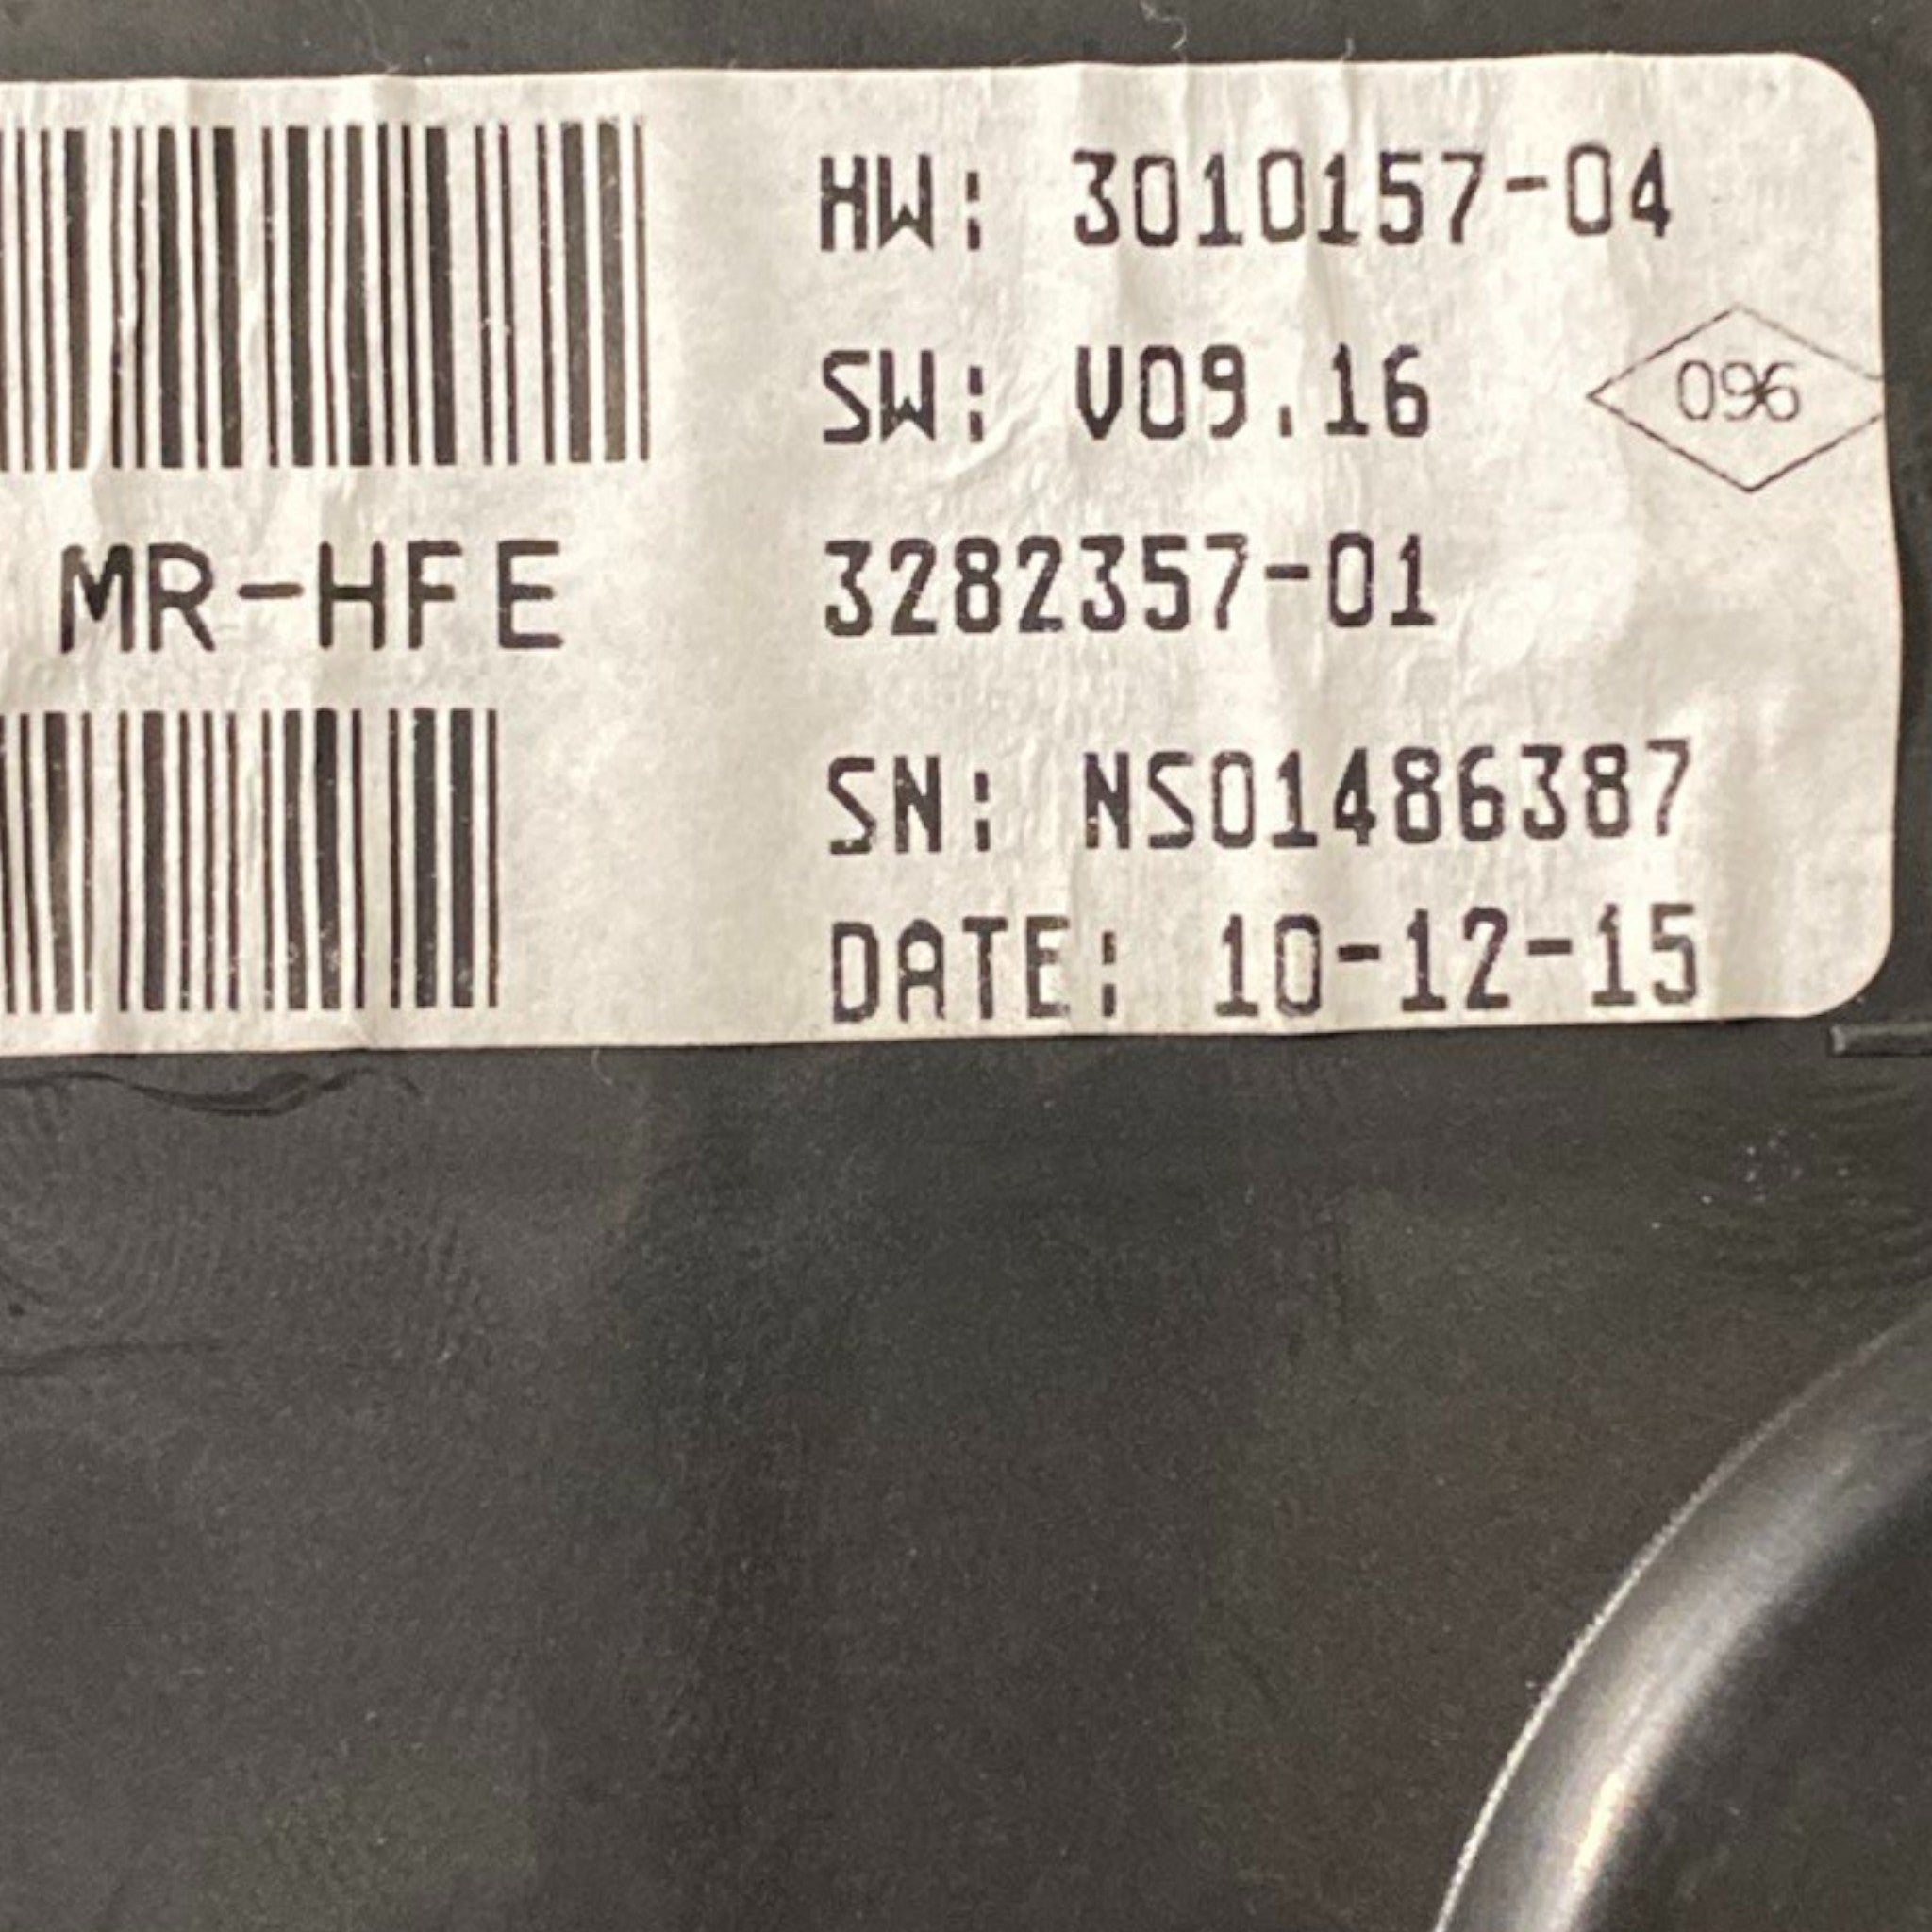 HW: 3010157-04
SW: V09.16
096
MR-HFE
3282357-01
SN: NS01486387
DATE: 10-12-15